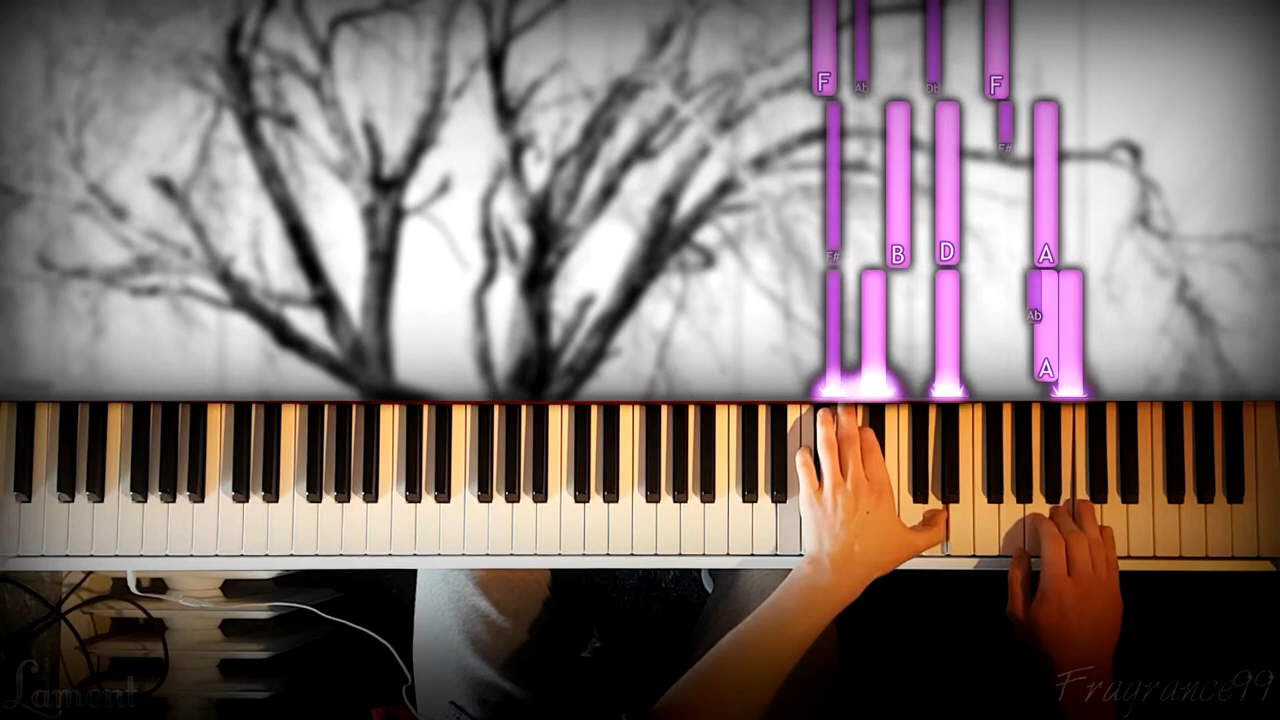 F Ab Db F
F#
F# B D A
Ab
A
Lament
Fragrance99